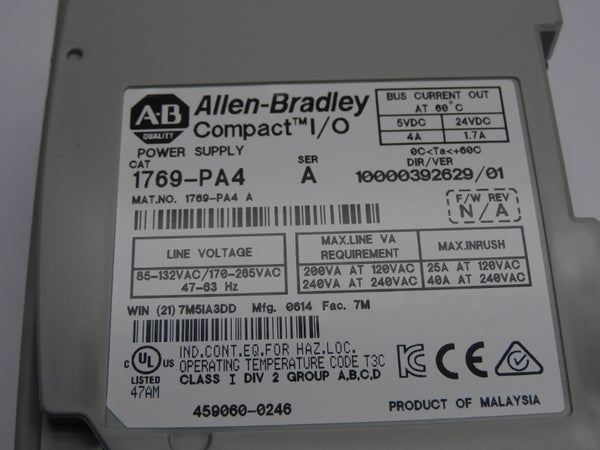 A-B
QUALITY
Allen-Bradley
Compact™ I/O
BUS CURRENT OUT
AT 60°C
5VDC 24VDC
4A 1.7A
0C<Ta<+60C
POWER SUPPLY
CAT SER DIR/VER
1769-PA4 A 10000392629/01
MAT.NO. 1769-PA4 A
F/W REV
N/A
LINE VOLTAGE
85-132VAC/170-265VAC
47-63 Hz
MAX.LINE VA REQUIREMENT MAX.INRUSH
200VA AT 120VAC 25A AT 120VAC
240VA AT 240VAC 40A AT 240VAC
WIN (21) 7M5IA3DD Mfg. 0614 Fac. 7M
C UL US
LISTED
47AM
IND.CONT.EQ.FOR HAZ.LOC.
OPERATING TEMPERATURE CODE T3C
CLASS I DIV 2 GROUP A,B,C,D
KC CE
459060-0246
PRODUCT OF MALAYSIA